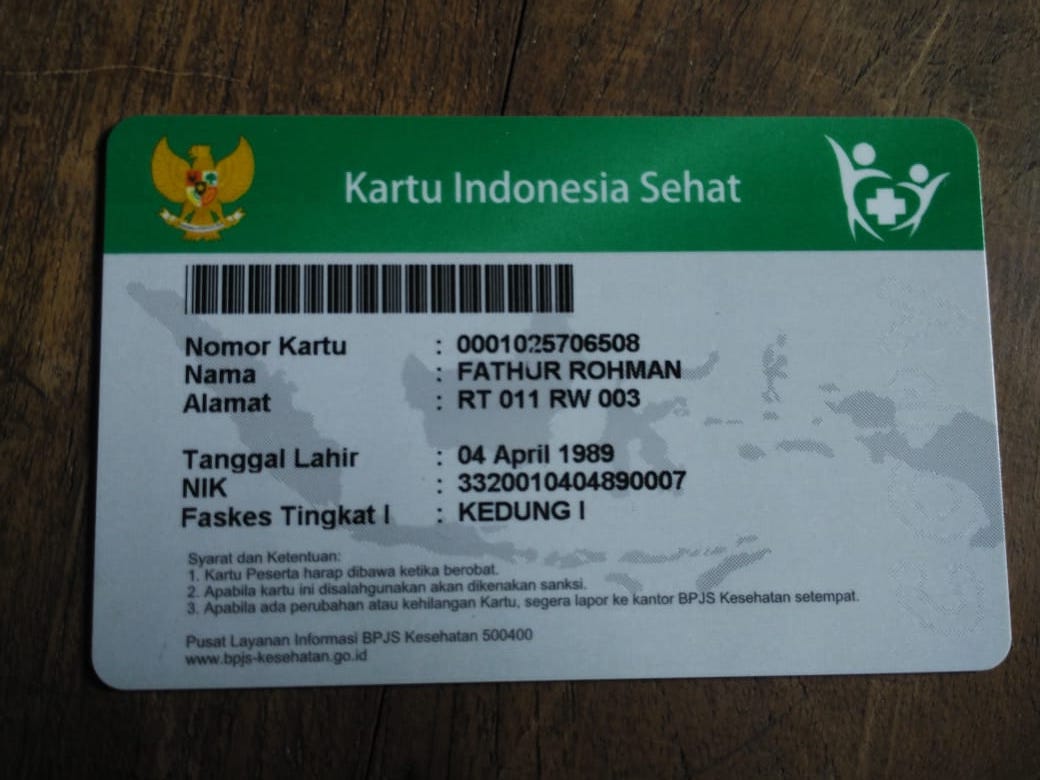 Kartu Indonesia Sehat
Nomor Kartu : 0001025706508
Nama : FATHUR ROHMAN
Alamat : RT 011 RW 003
Tanggal Lahir : 04 April 1989
NIK : 3320010404890007
Faskes Tingkat I : KEDUNG I
Syarat dan Ketentuan:
1. Kartu Peserta harap dibawa ketika berobat.
2. Apabila kartu ini disalahgunakan akan dikenakan sanksi.
3. Apabila ada perubahan atau kehilangan Kartu, segera lapor ke kantor BPJS Kesehatan setempat.
Pusat Layanan Informasi BPJS Kesehatan 500400
www.bpjs-kesehatan.go.id